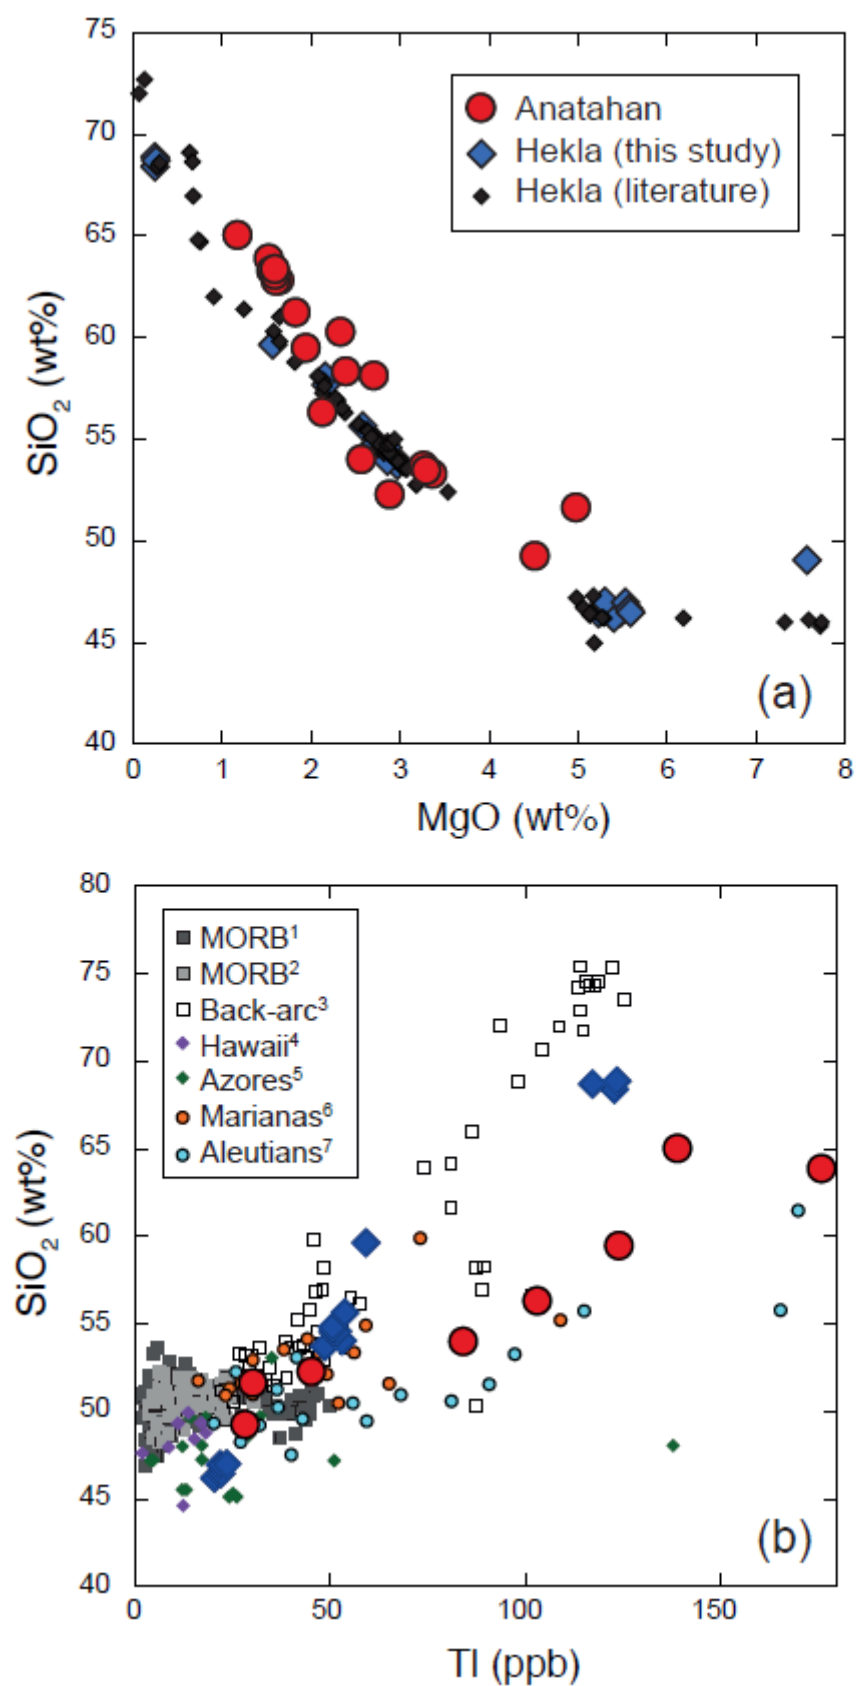 75
70
65
60
55
50
45
40
SiO2 (wt%)
Anatahan
Hekla (this study)
Hekla (literature)
(a)
0 1 2 3 4 5 6 7 8
MgO (wt%)
80
75
70
65
60
55
50
45
40
SiO2 (wt%)
MORB1
MORB2
Back-arc3
Hawaii4
Azores5
Marianas6
Aleutians7
(b)
0 50 100 150
Tl (ppb)